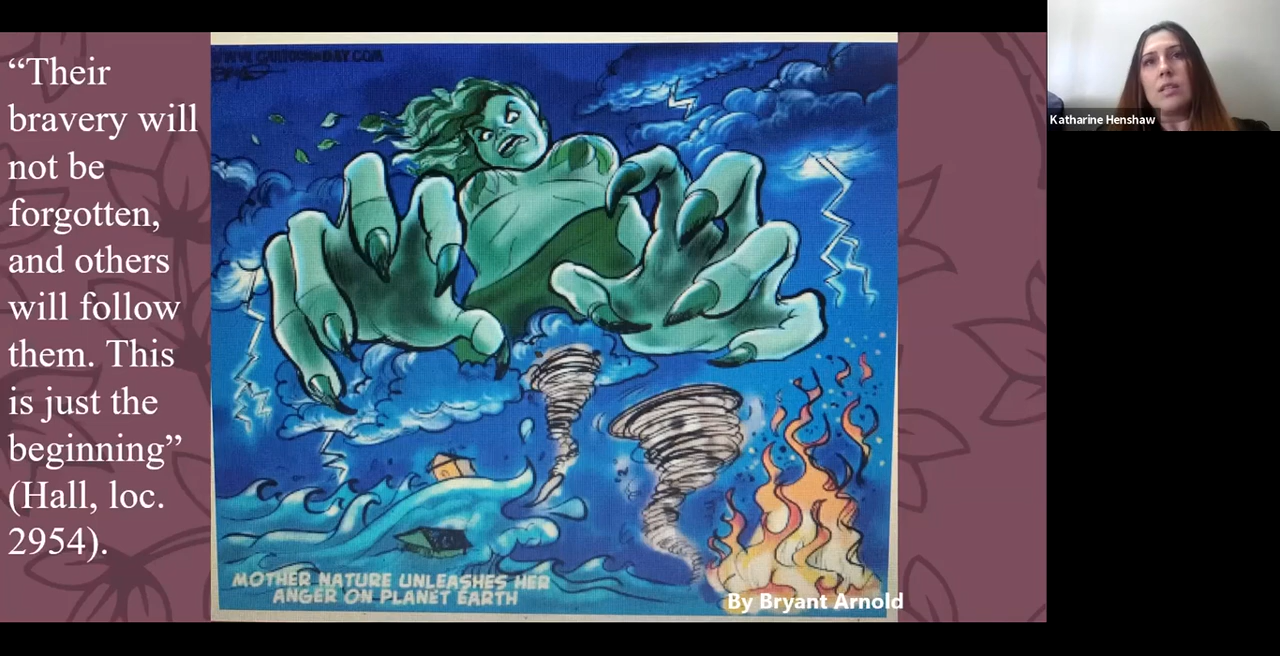 “Their
bravery will
not be
forgotten,
and others
will follow
them. This
is just the
beginning”
(Hall, loc.
2954).
MOTHER NATURE UNLEASHES HER
ANGER ON PLANET EARTH
By Bryant Arnold
Katharine Henshaw